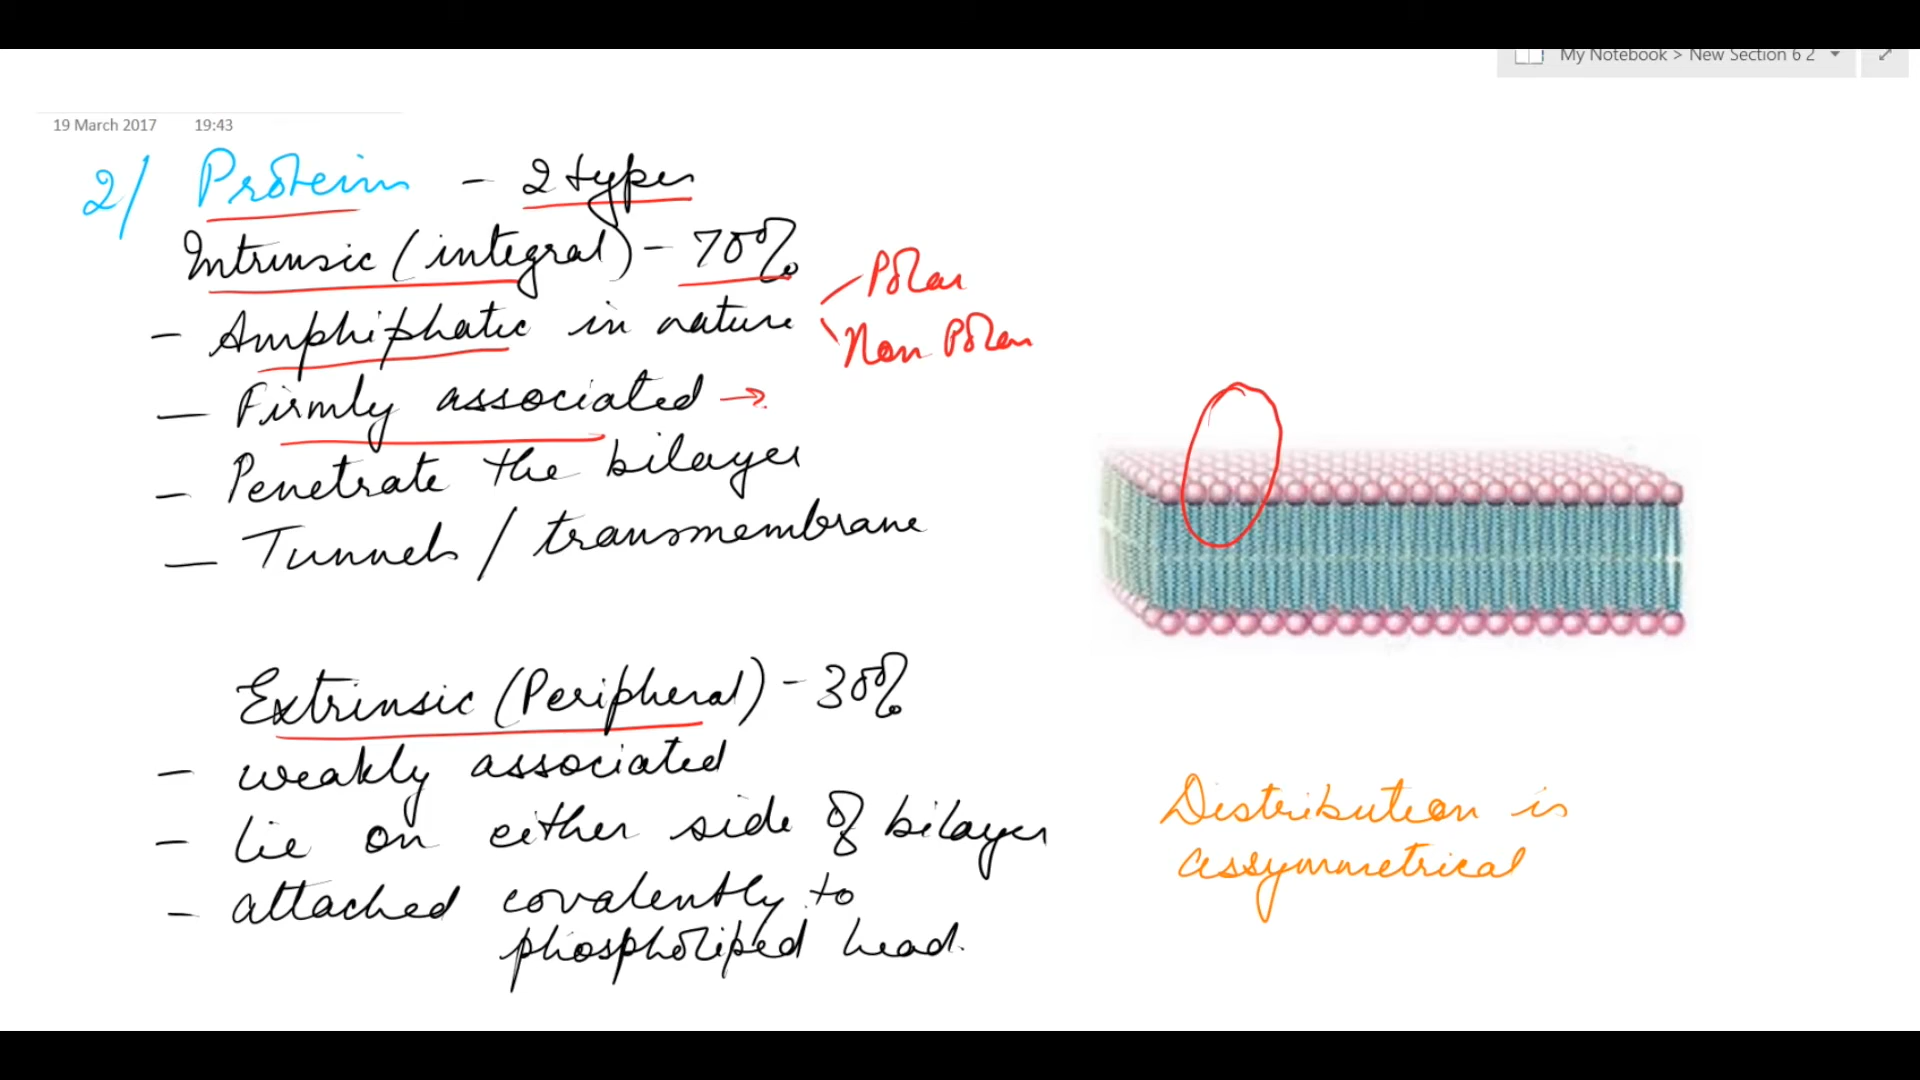 My Notebook > New Section 6 2
19 March 2017 19:43
2/ Proteins - 2 types
Intrinsic (integral) - 70%
- Amphiphatic in nature
Polar
Non Polar
- Firmly associated →
- Penetrate the bilayer
- Tunnels / transmembrane
Extrinsic (Peripheral) - 30%
- weakly associated
- lie on either side of bilayer
- attached covalently to
phospholiped head.
Distribution is
assymmetrical